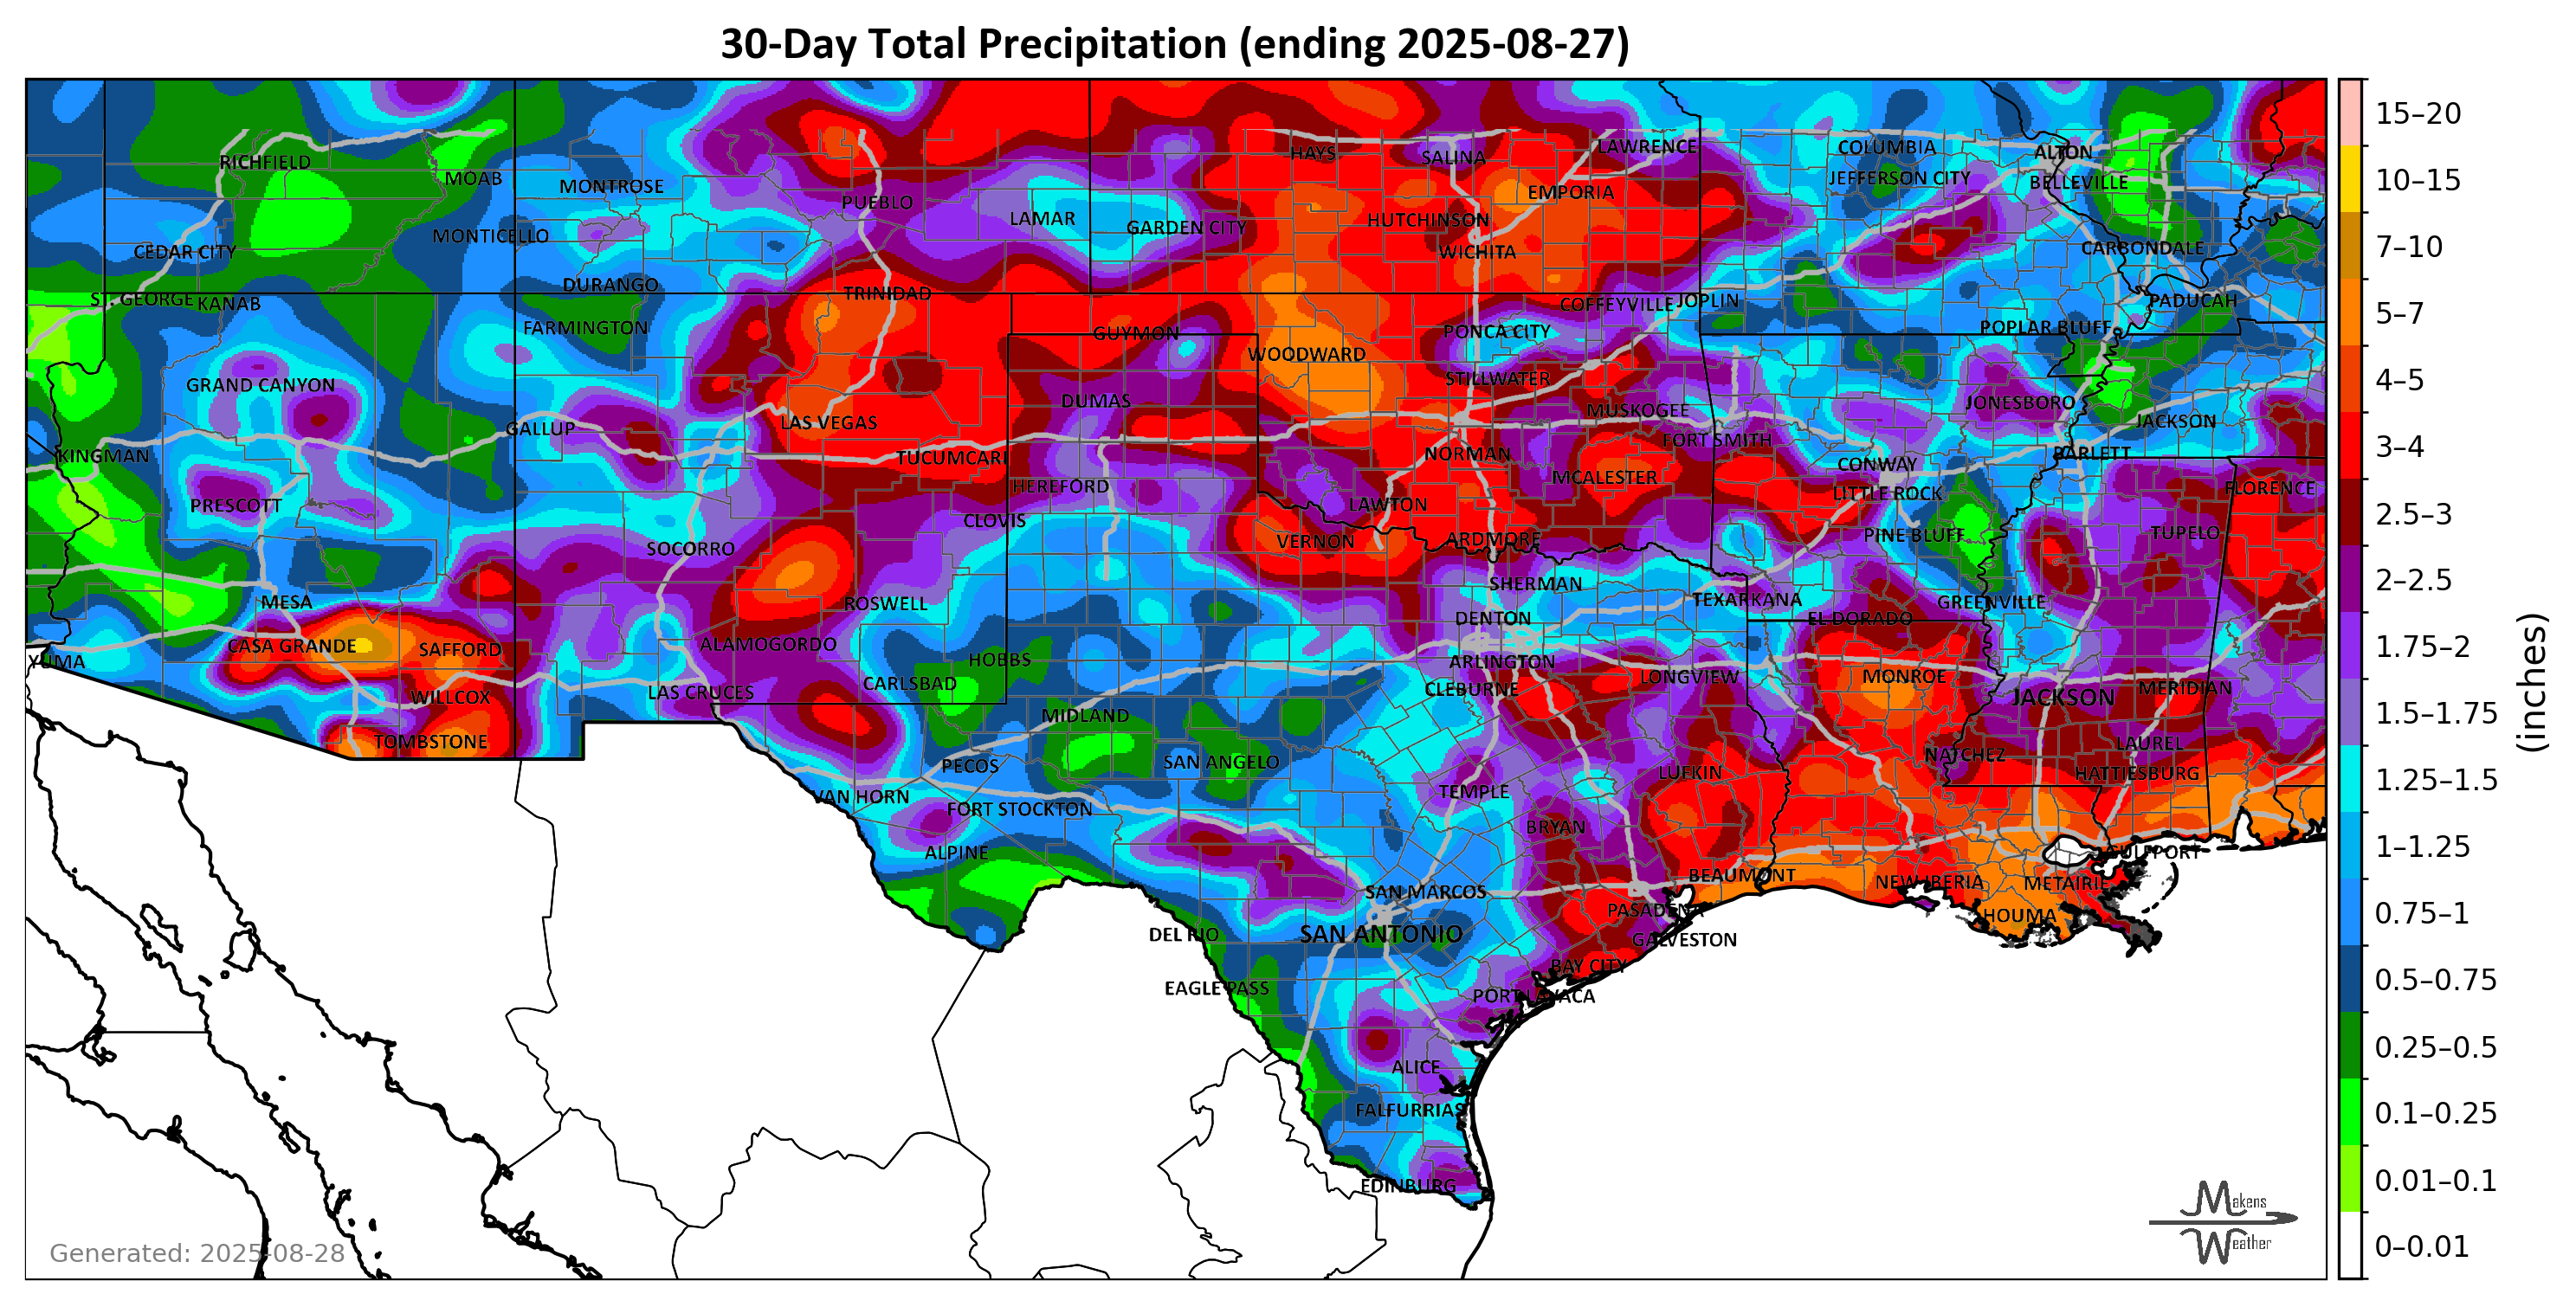 30-Day Total Precipitation (ending 2025-08-27)
HAYS
SALINA
LAWRENCE
COLUMBIA
ALTON
RICHFIELD
MOAB
MONTROSE
PUEBLO
EMPORIA
JEFFERSON CITY
BELLEVILLE
LAMAR
GARDEN CITY
HUTCHINSON
CEDAR CITY
MONTICELLO
WICHITA
CARBONDALE
DURANGO
TRINIDAD
ST. GEORGE
KANAB
COFFEYVILLE
JOPLIN
PADUCAH
FARMINGTON
GUYMON
PONCA CITY
POPLAR BLUFF
WOODWARD
GRAND CANYON
STILLWATER
DUMAS
MUSKOGEE
JONESBORO
GALLUP
LAS VEGAS
JACKSON
KINGMAN
TUCUMCARI
NORMAN
FORT SMITH
BARLETT
CONWAY
PRESCOTT
HEREFORD
MCALESTER
LITTLE ROCK
FLORENCE
CLOVIS
LAWTON
SOCORRO
VERNON
ARDMORE
PINE BLUFF
TUPELO
MESA
ROSWELL
SHERMAN
TEXARKANA
GREENVILLE
DENTON
EL DORADO
CASA GRANDE
SAFFORD
ALAMOGORDO
YUMA
HOBBS
ARLINGTON
WILLCOX
LAS CRUCES
CARLSBAD
CLEBURNE
LONGVIEW
MONROE
JACKSON
MERIDIAN
TOMBSTONE
MIDLAND
NATCHEZ
LAUREL
PECOS
SAN ANGELO
LUFKIN
HATTIESBURG
VAN HORN
FORT STOCKTON
TEMPLE
BRYAN
ALPINE
GULFPORT
SAN MARCOS
BEAUMONT
NEW IBERIA
METAIRIE
DEL RIO
SAN ANTONIO
PASADENA
HOUMA
GALVESTON
EAGLE PASS
BAY CITY
PORT LAVACA
ALICE
FALFURRIAS
EDINBURG
Generated: 2025-08-28
Makens
Weather
15–20
10–15
7–10
5–7
4–5
3–4
2.5–3
2–2.5
1.75–2
1.5–1.75
1.25–1.5
1–1.25
0.75–1
0.5–0.75
0.25–0.5
0.1–0.25
0.01–0.1
0–0.01
(inches)